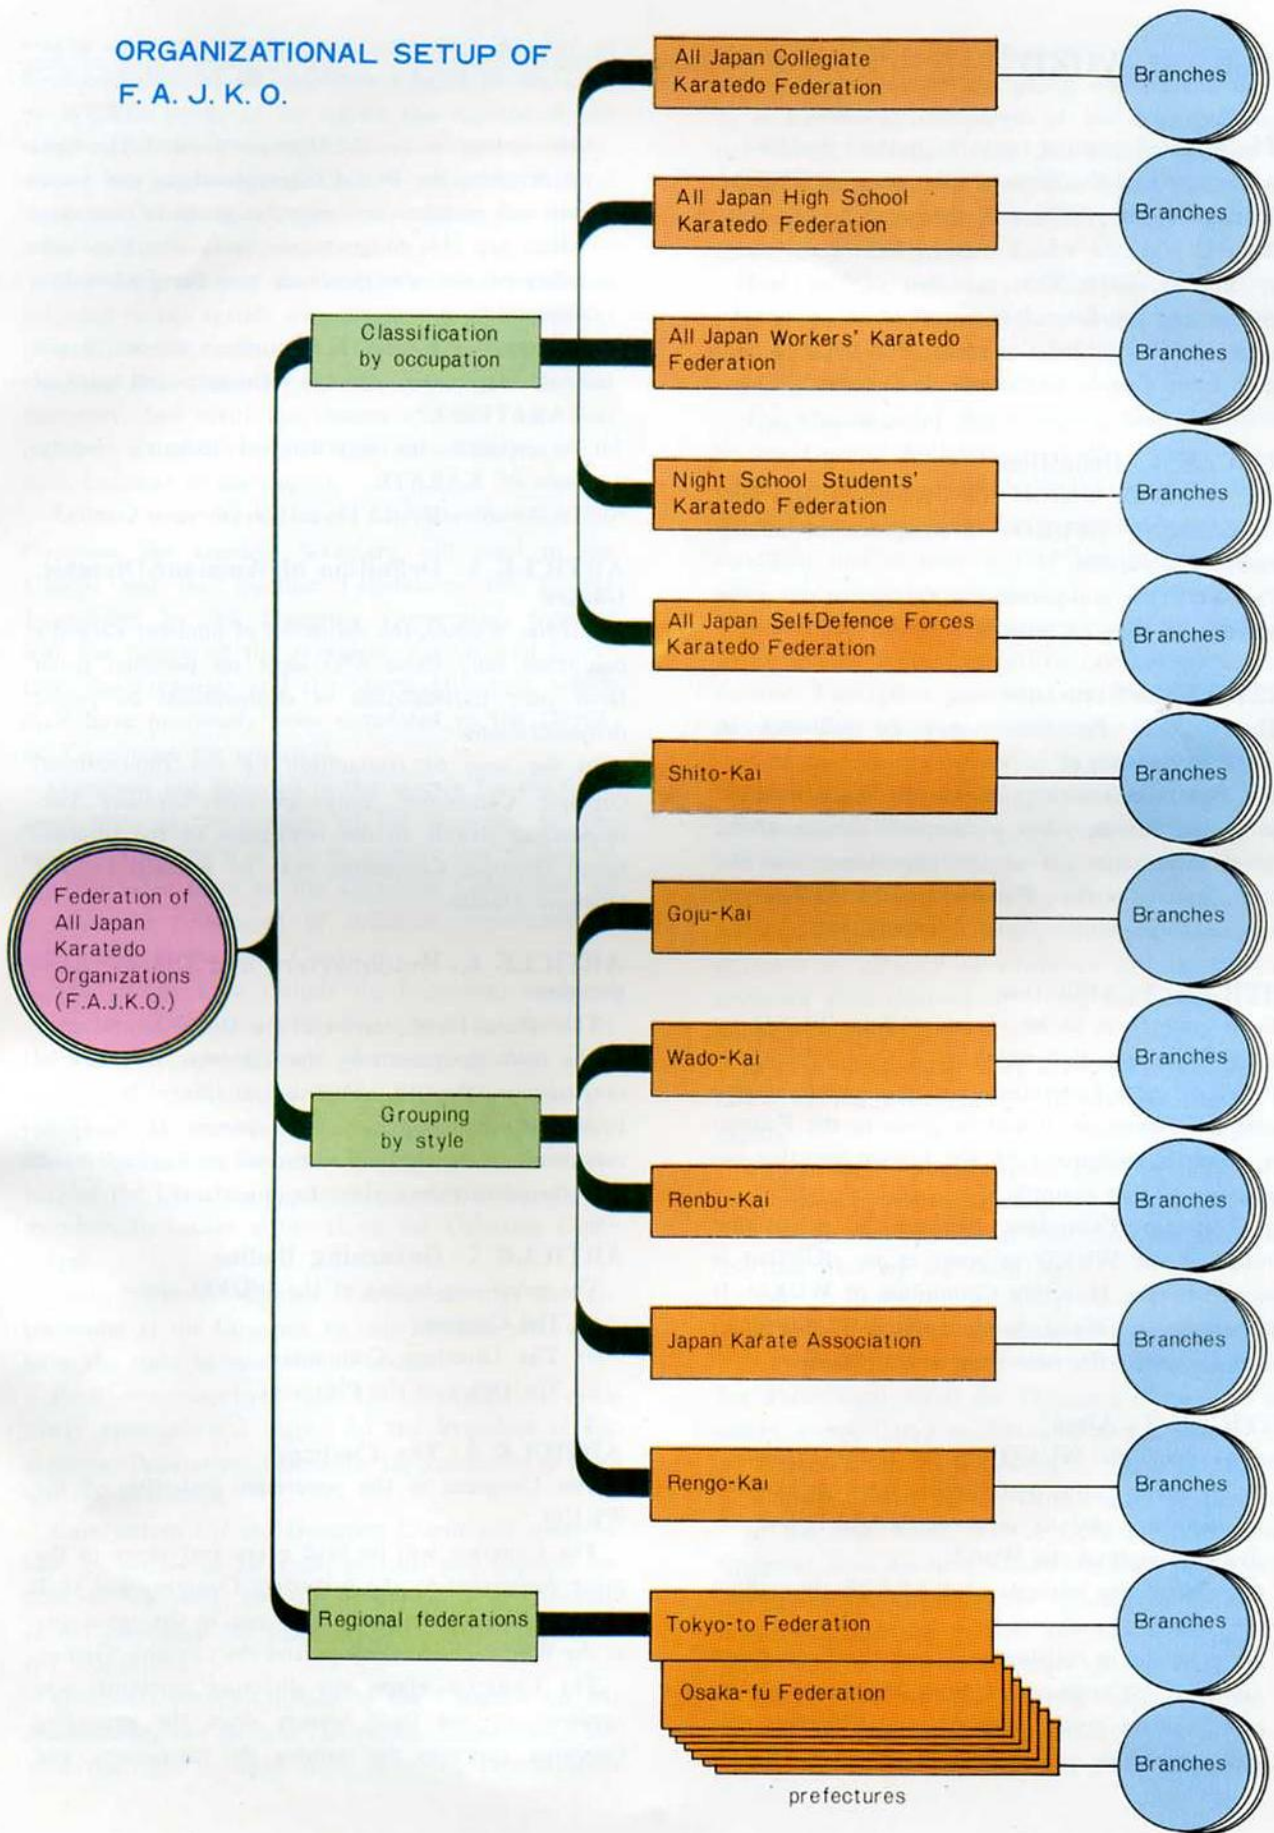 ORGANIZATIONAL SETUP OF
F. A. J. K. O.
Federation of
All Japan
Karatedo
Organizations
(F.A.J.K.O.)
Classification
by occupation
All Japan Collegiate
Karatedo Federation
Branches
All Japan High School
Karatedo Federation
Branches
All Japan Workers' Karatedo
Federation
Branches
Night School Students'
Karatedo Federation
Branches
All Japan Self-Defence Forces
Karatedo Federation
Branches
Grouping
by style
Shito-Kai
Branches
Goju-Kai
Branches
Wado-Kai
Branches
Renbu-Kai
Branches
Japan Karate Association
Branches
Rengo-Kai
Branches
Regional federations
Tokyo-to Federation
Branches
Osaka-fu Federation
Branches
prefectures